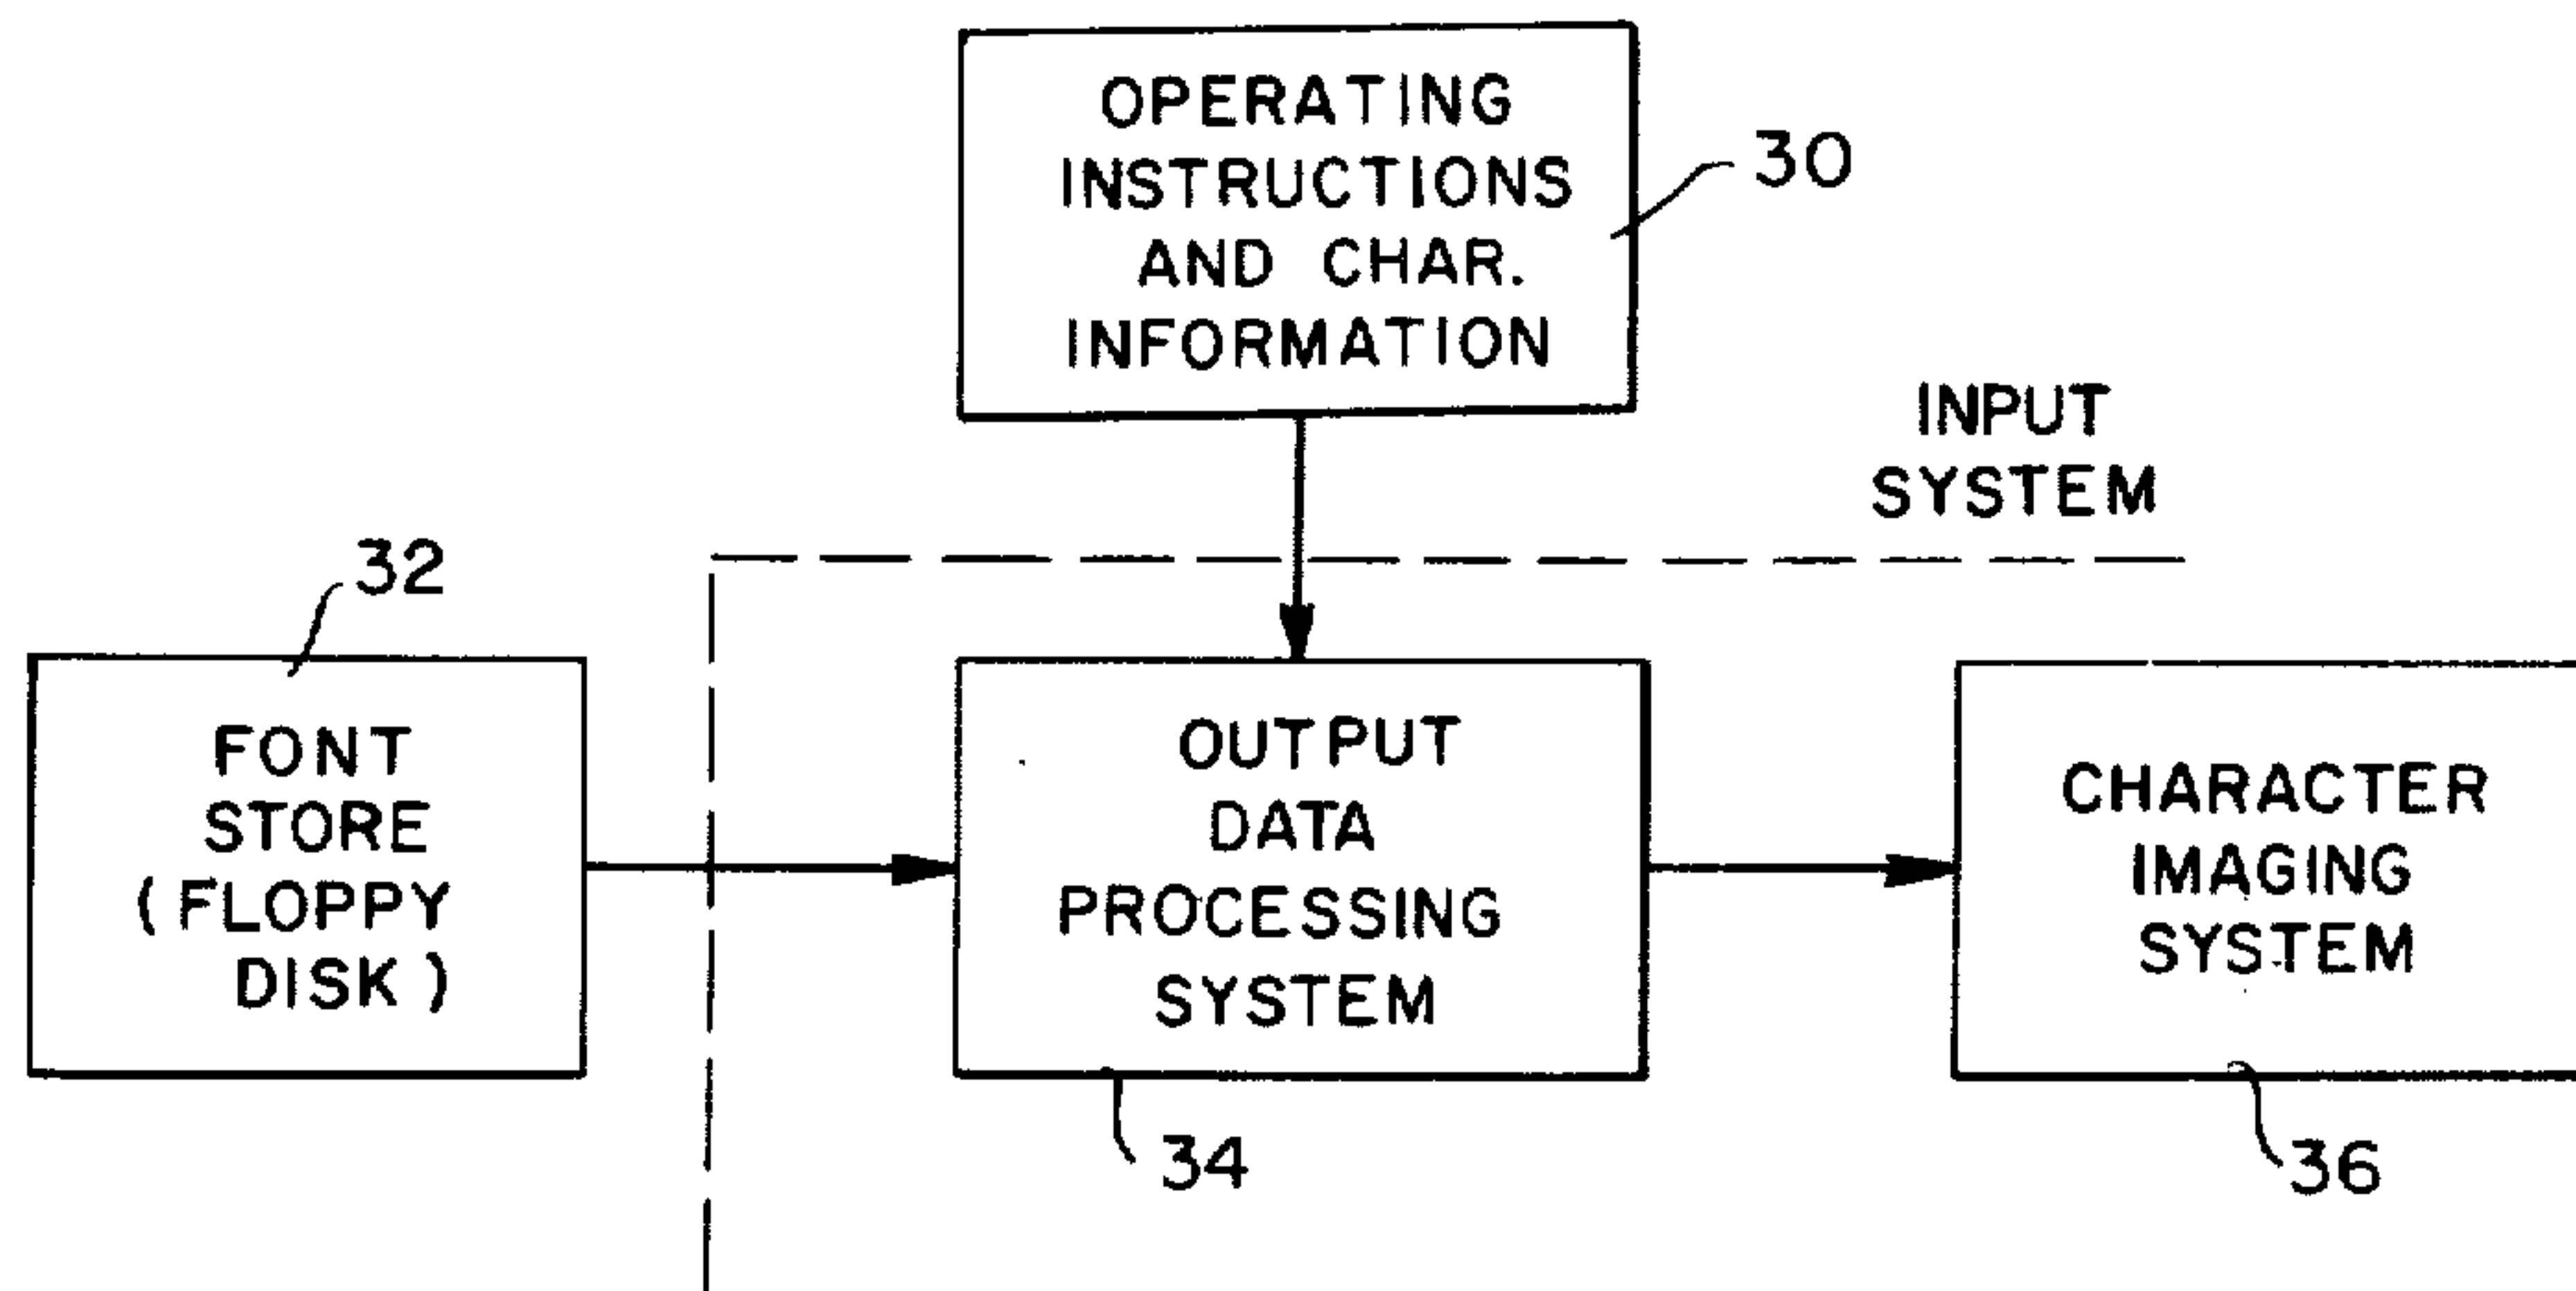 OPERATING
INSTRUCTIONS
AND CHAR.
INFORMATION
30
INPUT
SYSTEM
32
FONT
STORE
(FLOPPY
DISK)
OUTPUT
DATA
PROCESSING
SYSTEM
34
CHARACTER
IMAGING
SYSTEM
36